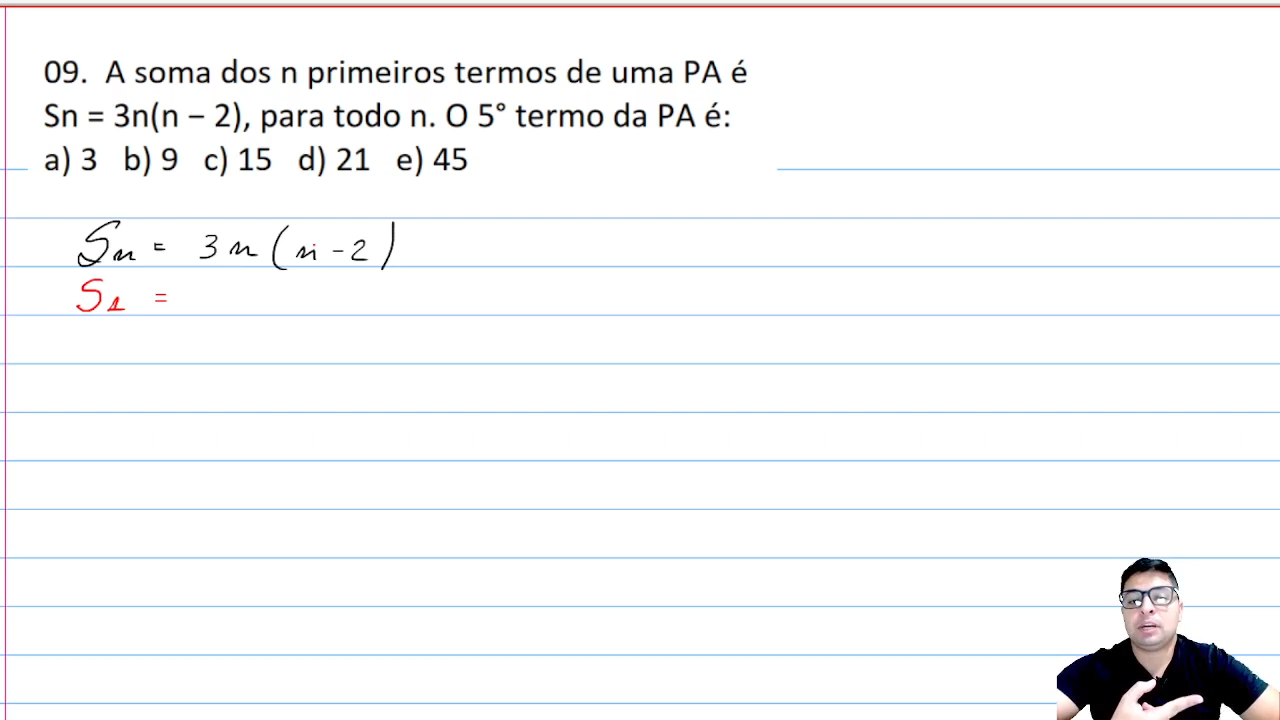 09. A soma dos n primeiros termos de uma PA é
Sn = 3n(n − 2), para todo n. O 5° termo da PA é:
a) 3 b) 9 c) 15 d) 21 e) 45
Sn = 3n(n-2)
S1 =